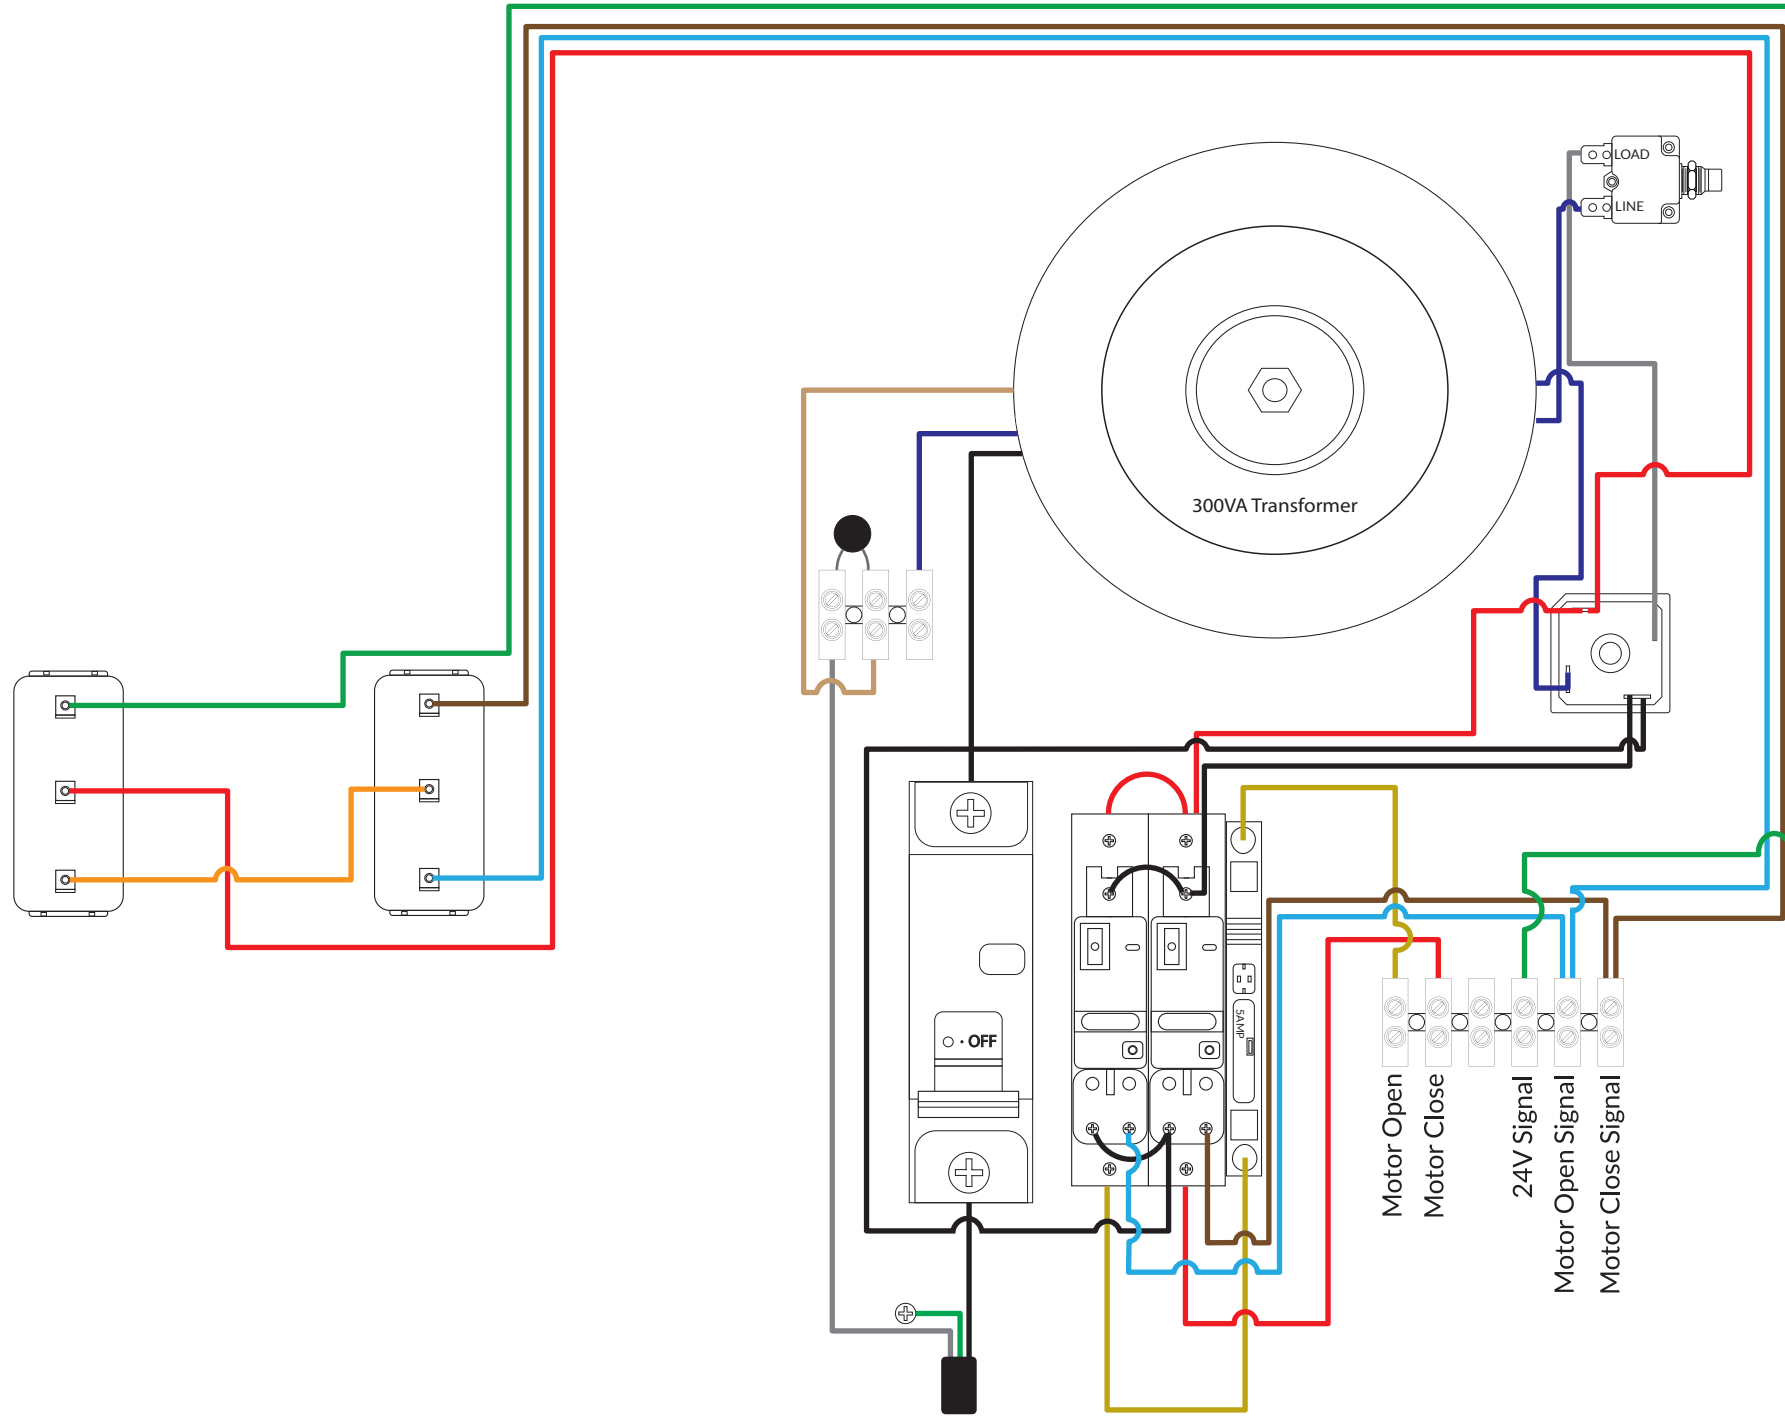 LOAD
LINE
300VA Transformer
• OFF
5AMP
Motor Open
Motor Close
24V Signal
Motor Open Signal
Motor Close Signal